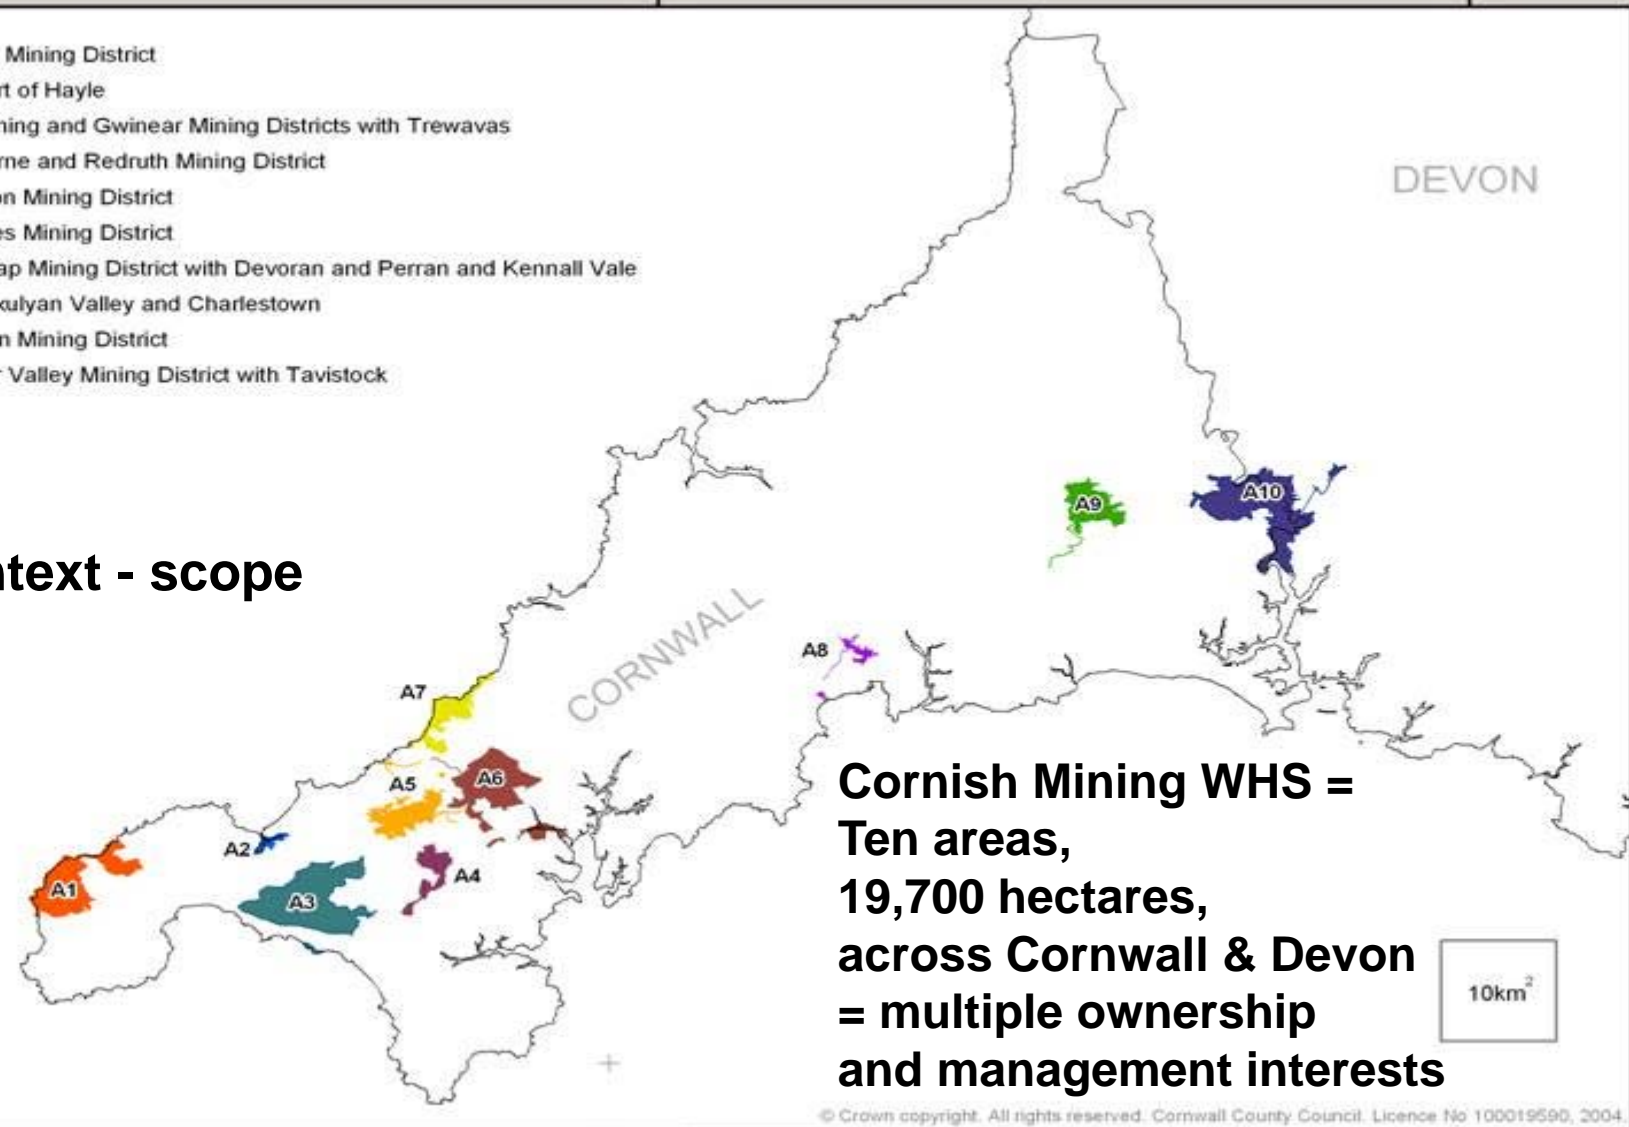 Mining District
rt of Hayle
ning and Gwinear Mining Districts with Trewavas
rne and Redruth Mining District
on Mining District
es Mining District
ap Mining District with Devoran and Perran and Kennall Vale
kulyan Valley and Charlestown
n Mining District
r Valley Mining District with Tavistock
DEVON
A9
A10
ntext - scope
CORNWALL
A8
A7
A5
A6
A2
A4
A1
A3
Cornish Mining WHS =
Ten areas,
19,700 hectares,
across Cornwall & Devon
= multiple ownership
and management interests
10km²
© Crown copyright. All rights reserved. Cornwall County Council. Licence No 100019590, 2004.